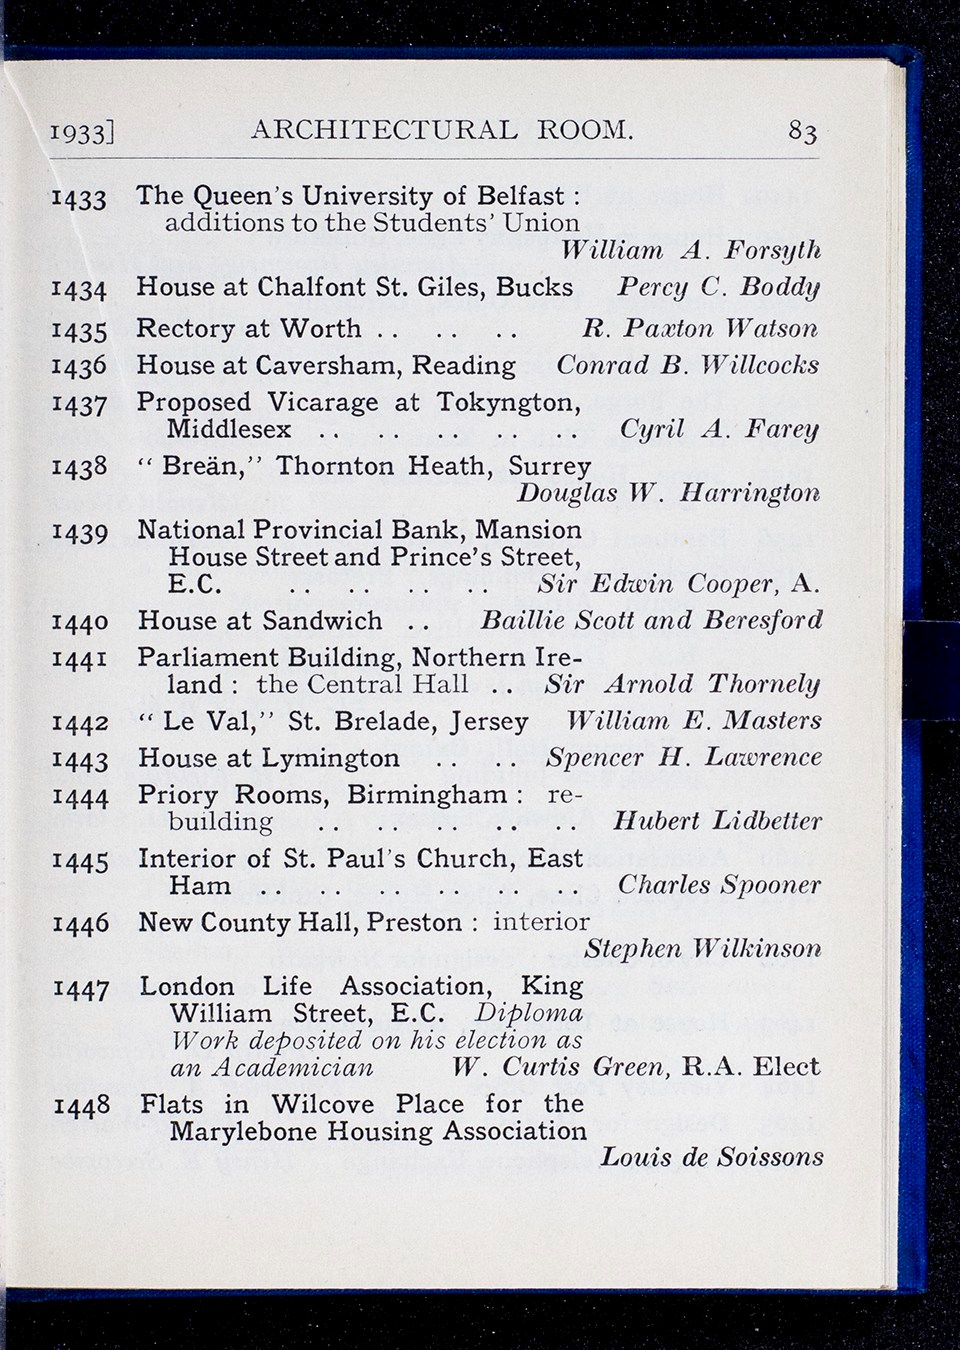 1933] ARCHITECTURAL ROOM. 83
1433 The Queen's University of Belfast :
additions to the Students' Union
William A. Forsyth
1434 House at Chalfont St. Giles, Bucks Percy C. Boddy
1435 Rectory at Worth .. .. .. R. Paxton Watson
1436 House at Caversham, Reading Conrad B. Willcocks
1437 Proposed Vicarage at Tokyngton,
Middlesex .. .. .. .. .. Cyril A. Farey
1438 " Breän," Thornton Heath, Surrey
Douglas W. Harrington
1439 National Provincial Bank, Mansion
House Street and Prince's Street,
E.C. .. .. .. .. Sir Edwin Cooper, A.
1440 House at Sandwich .. Baillie Scott and Beresford
1441 Parliament Building, Northern Ire-
land : the Central Hall .. Sir Arnold Thornely
1442 " Le Val," St. Brelade, Jersey William E. Masters
1443 House at Lymington .. .. Spencer H. Lawrence
1444 Priory Rooms, Birmingham : re-
building .. .. .. .. .. Hubert Lidbetter
1445 Interior of St. Paul's Church, East
Ham .. .. .. .. .. .. Charles Spooner
1446 New County Hall, Preston : interior
Stephen Wilkinson
1447 London Life Association, King
William Street, E.C. Diploma
Work deposited on his election as
an Academician W. Curtis Green, R.A. Elect
1448 Flats in Wilcove Place for the
Marylebone Housing Association
Louis de Soissons